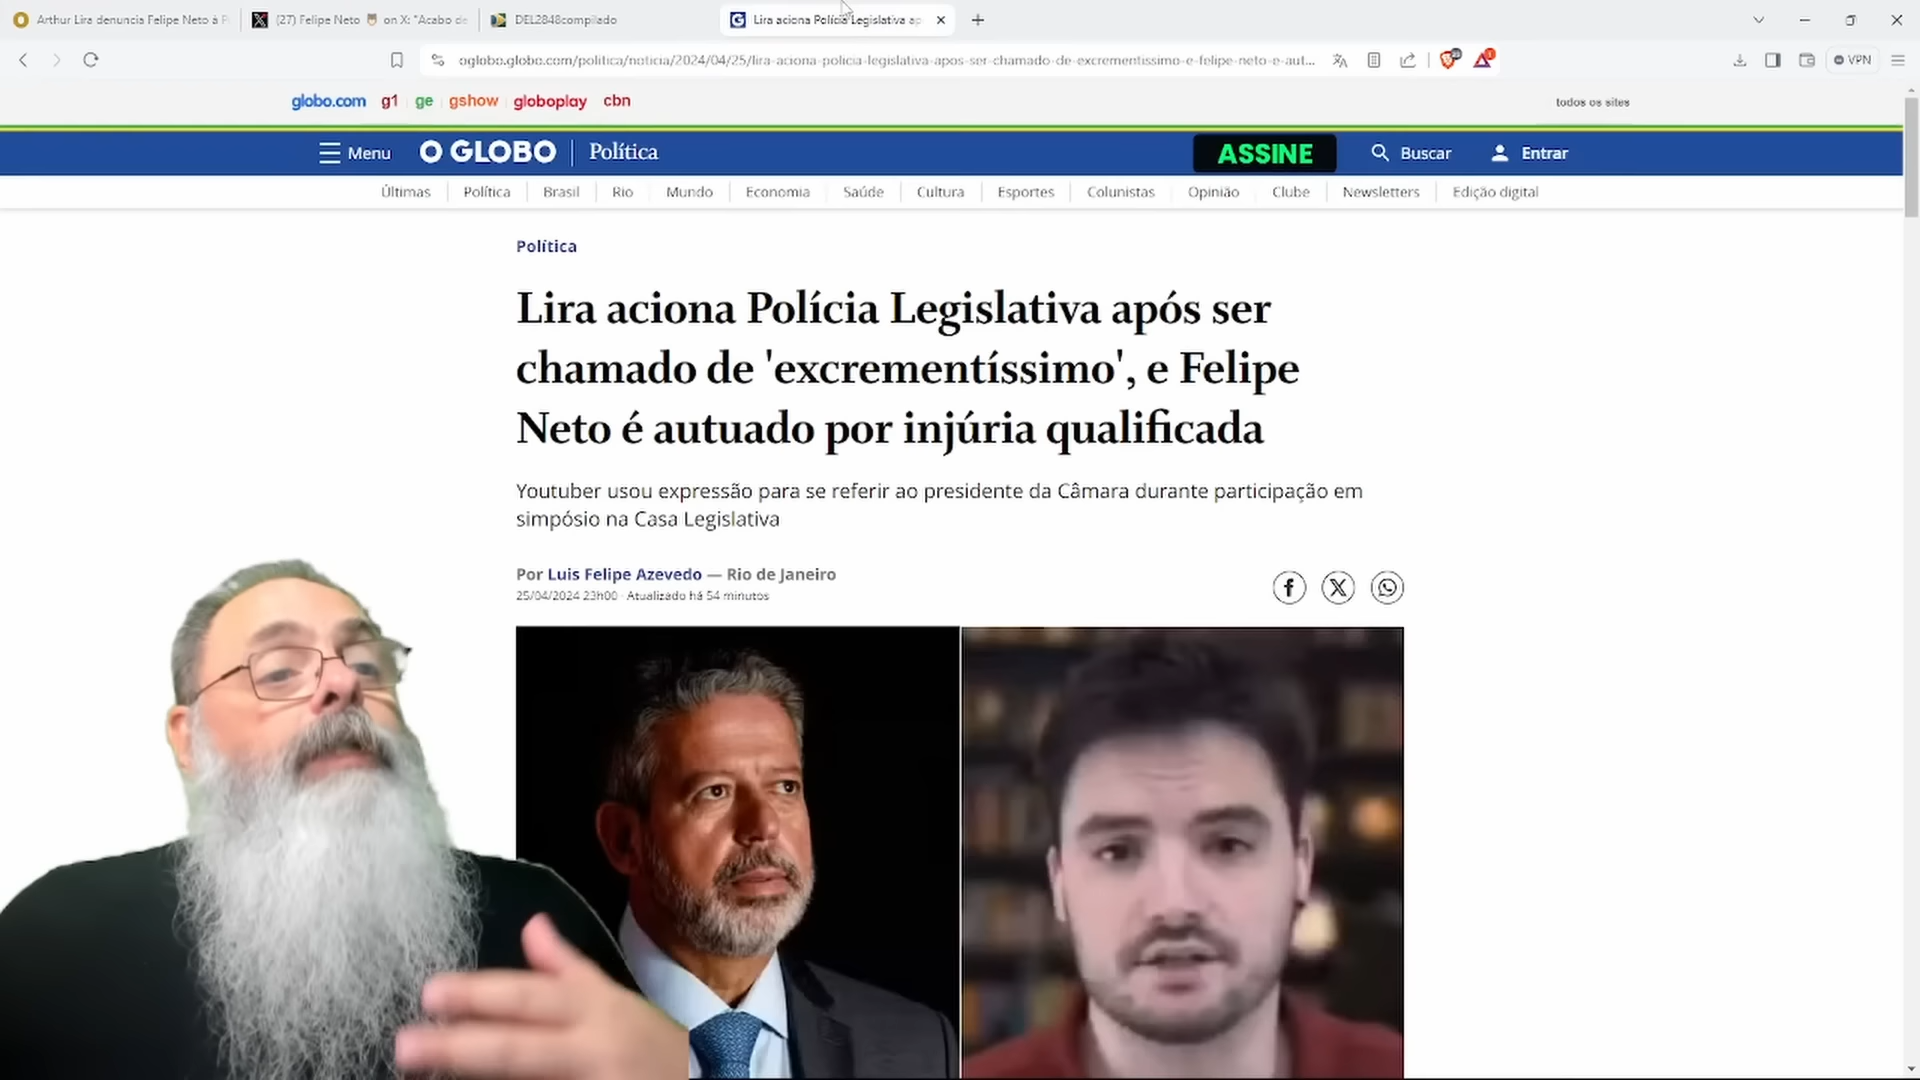 Arthur Lira denuncia Felipe Neto à P
(27) Felipe Neto on X: "Acabo de
DEL2848compilado
Lira aciona Polícia Legislativa ap
oglobo.globo.com/politica/noticia/2024/04/25/lira-aciona-policia-legislativa-apos-ser-chamado-de-excrementissimo-e-felipe-neto-e-aut...
VPN
globo.com g1 ge gshow globoplay cbn
todos os sites
Menu O GLOBO Política ASSINE Buscar Entrar
Últimas Política Brasil Rio Mundo Economia Saúde Cultura Esportes Colunistas Opinião Clube Newsletters Edição digital
Política
Lira aciona Polícia Legislativa após ser
chamado de 'excrementíssimo', e Felipe
Neto é autuado por injúria qualificada
Youtuber usou expressão para se referir ao presidente da Câmara durante participação em
simpósio na Casa Legislativa
Por Luis Felipe Azevedo — Rio de Janeiro
25/04/2024 23h00 · Atualizado há 54 minutos